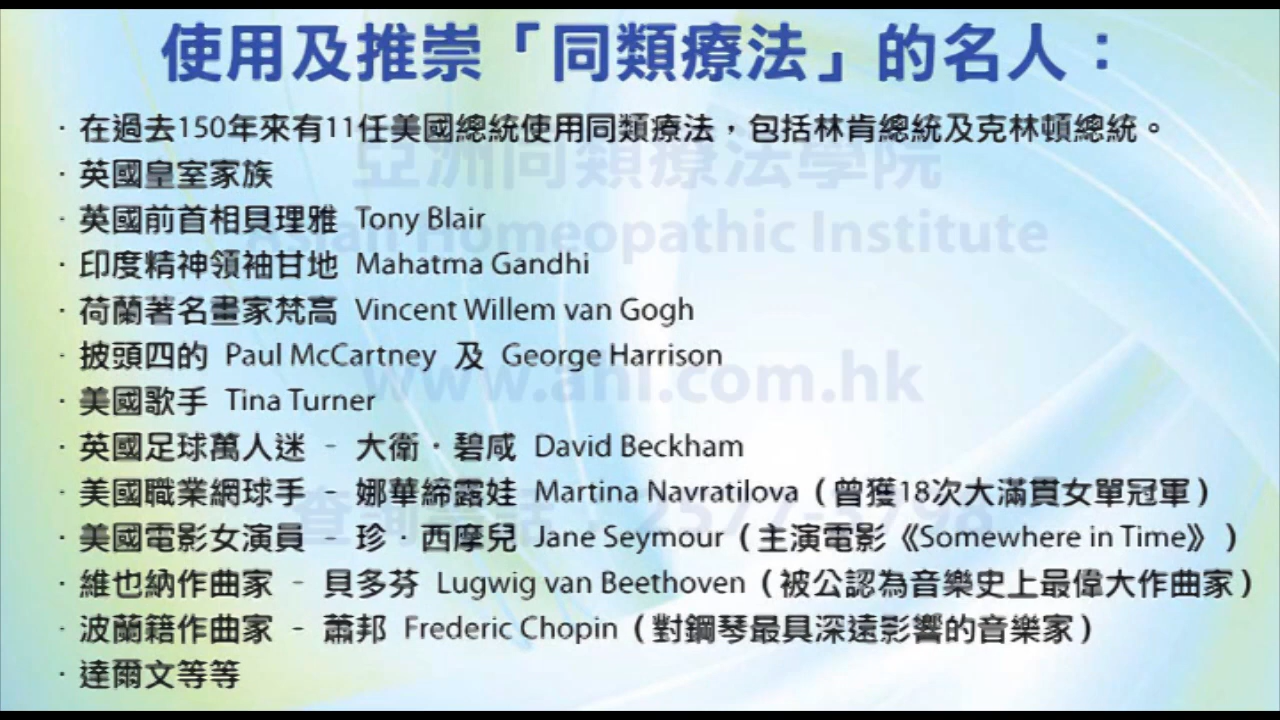 使用及推崇「同類療法」的名人：
· 在過去150年來有11任美國總統使用同類療法，包括林肯總統及克林頓總統。
亞洲同類療法學院
· 英國皇室家族
· 英國前首相貝理雅 Tony Blair
Asian Homeopathic Institute
· 印度精神領袖甘地 Mahatma Gandhi
· 荷蘭著名畫家梵高 Vincent Willem van Gogh
· 披頭四的 Paul McCartney 及 George Harrison
www.ahi.com.hk
· 美國歌手 Tina Turner
· 英國足球萬人迷 - 大衛·碧咸 David Beckham
· 美國職業網球手 - 娜華締露娃 Martina Navratilova（曾獲18次大滿貫女單冠軍）
· 美國電影女演員 - 珍·西摩兒 Jane Seymour（主演電影《Somewhere in Time》）
· 維也納作曲家 - 貝多芬 Lugwig van Beethoven（被公認為音樂史上最偉大作曲家）
· 波蘭籍作曲家 - 蕭邦 Frederic Chopin（對鋼琴最具深遠影響的音樂家）
· 達爾文等等